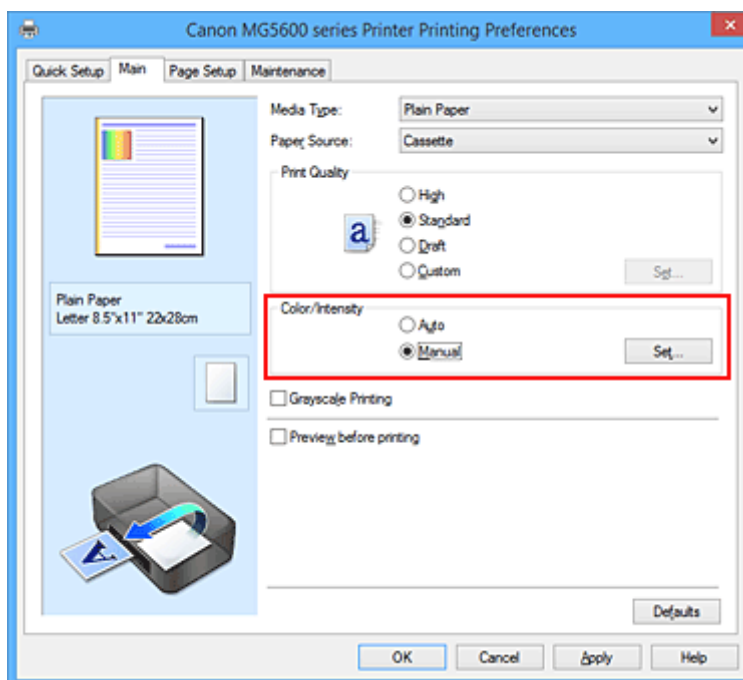 Canon MG5600 series Printer Printing Preferences
Quick Setup Main Page Setup Maintenance
Media Type: Plain Paper
Paper Source: Cassette
Print Quality
High
a Standard
Draft
Custom Set...
Plain Paper
Letter 8.5"x11" 22x28cm
Color/Intensity
Auto
Manual Set...
Grayscale Printing
Preview before printing
A
Defaults
OK Cancel Apply Help